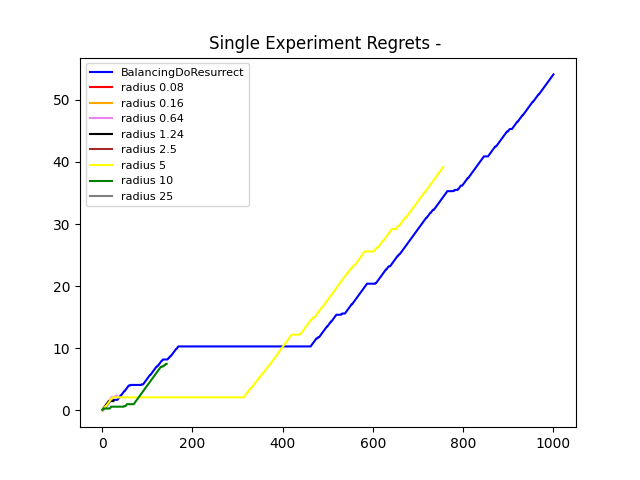 Single Experiment Regrets -
BalancingDoResurrect
radius 0.08
radius 0.16
radius 0.64
radius 1.24
radius 2.5
radius 5
radius 10
radius 25
50
40
30
20
10
0
0 200 400 600 800 1000